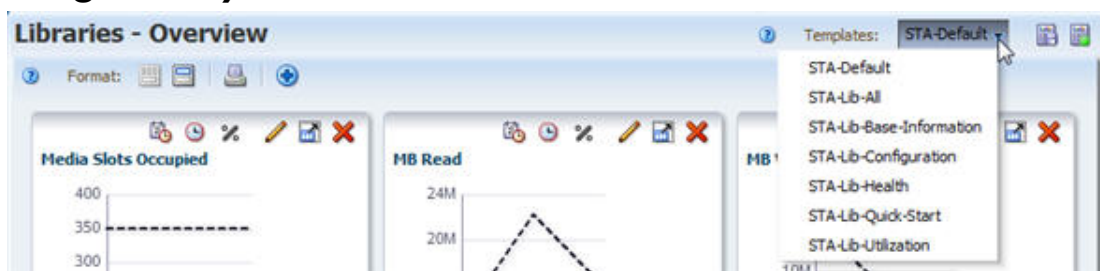 Libraries - Overview
Templates: STA-Default
Format:
STA-Default
STA-Lib-All
STA-Lib-Base-Information
STA-Lib-Configuration
STA-Lib-Health
STA-Lib-Quick-Start
STA-Lib-Utilization
Media Slots Occupied
MB Read
MB
400
350
300
24M
20M
10M